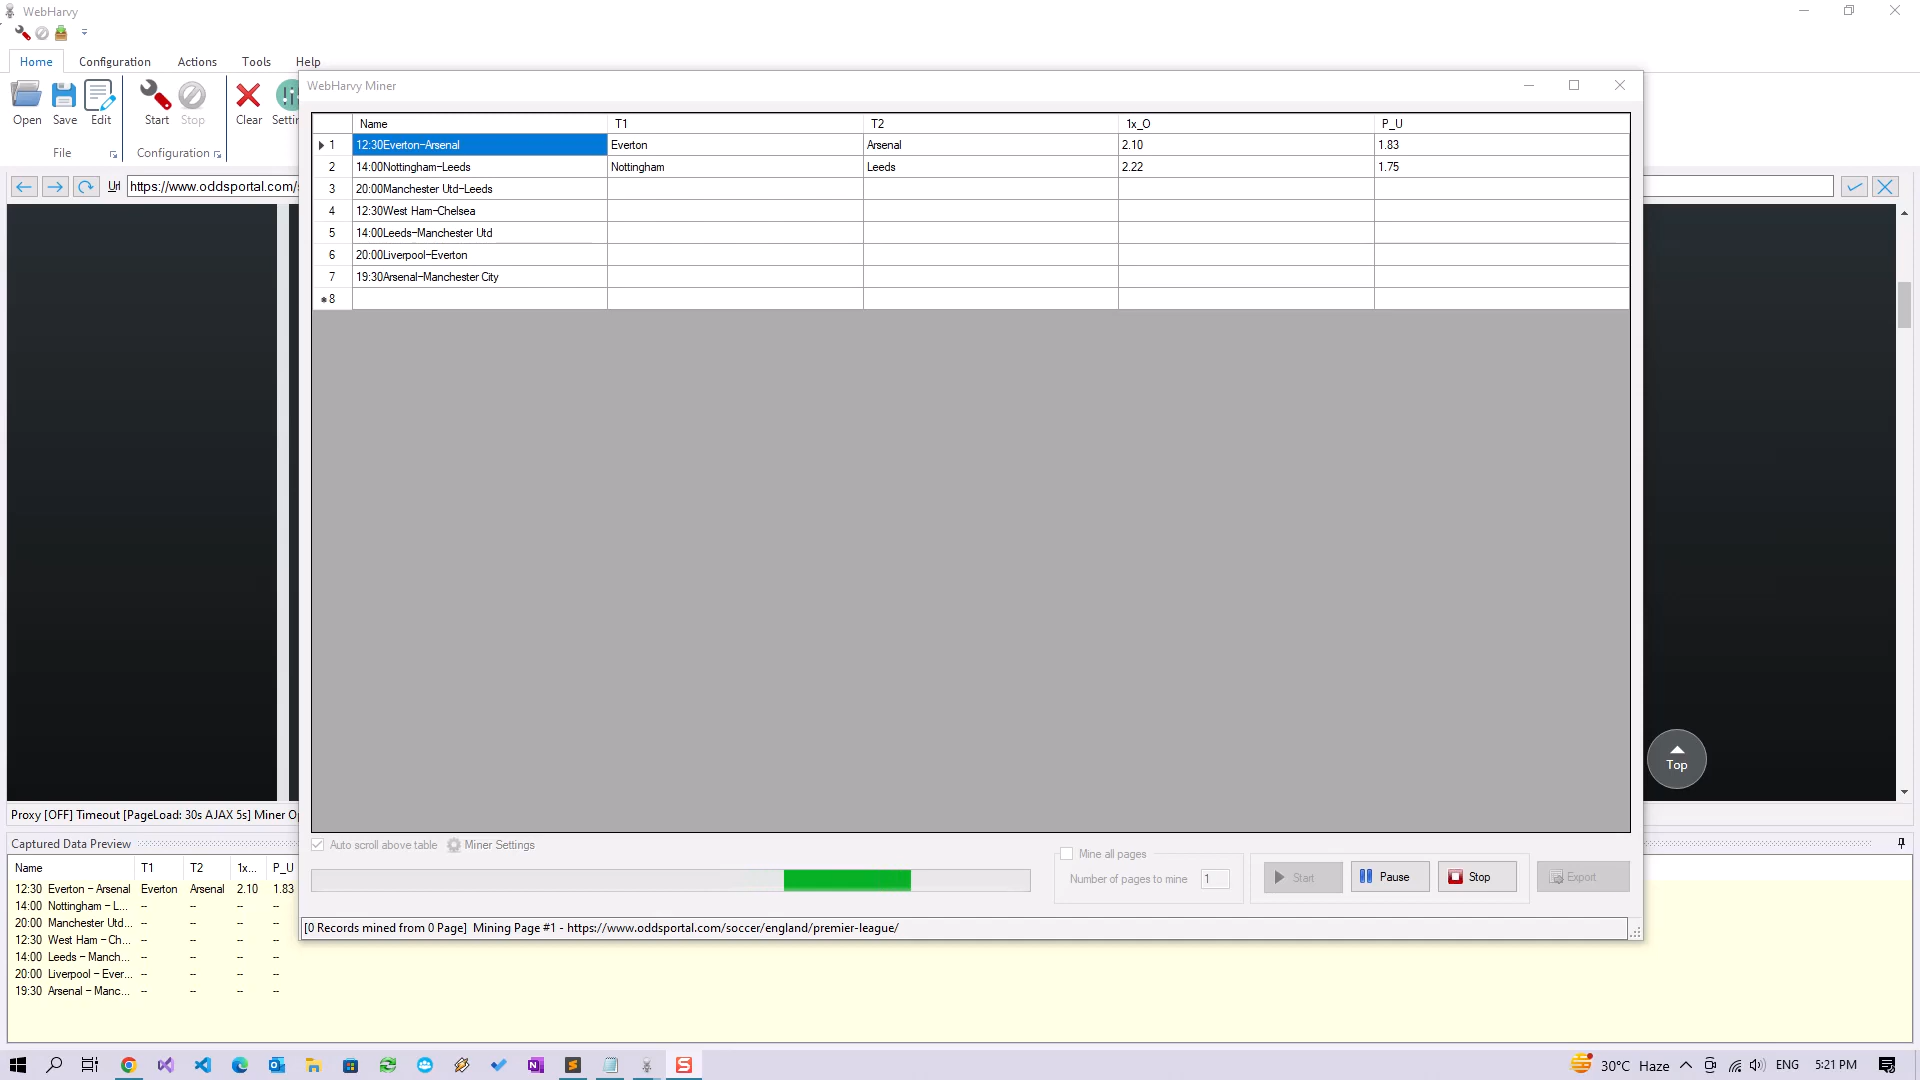 WebHarvy
Home Configuration Actions Tools Help
Open Save Edit Start Stop Clear
File Configuration
Url https://www.oddsportal.com/
WebHarvy Miner
Name T1 T2 1x_O P_U
1 12:30Everton-Arsenal Everton Arsenal 2.10 1.83
2 14:00Nottingham-Leeds Nottingham Leeds 2.22 1.75
3 20:00Manchester Utd-Leeds
4 12:30West Ham-Chelsea
5 14:00Leeds-Manchester Utd
6 20:00Liverpool-Everton
7 19:30Arsenal-Manchester City
8
Top
Proxy [OFF] Timeout [PageLoad: 30s AJAX 5s] Miner
Auto scroll above table Miner Settings
Mine all pages
Number of pages to mine 1
Start Pause Stop Export
[0 Records mined from 0 Page] Mining Page #1 - https://www.oddsportal.com/soccer/england/premier-league/
Captured Data Preview
Name T1 T2 1x... P_U
12:30 Everton – Arsenal Everton Arsenal 2.10 1.83
14:00 Nottingham – L... -- -- -- --
20:00 Manchester Utd... -- -- -- --
12:30 West Ham – Ch... -- -- -- --
14:00 Leeds – Manch... -- -- -- --
20:00 Liverpool – Ever... -- -- -- --
19:30 Arsenal – Manc... -- -- -- --
30°C Haze ENG 5:21 PM